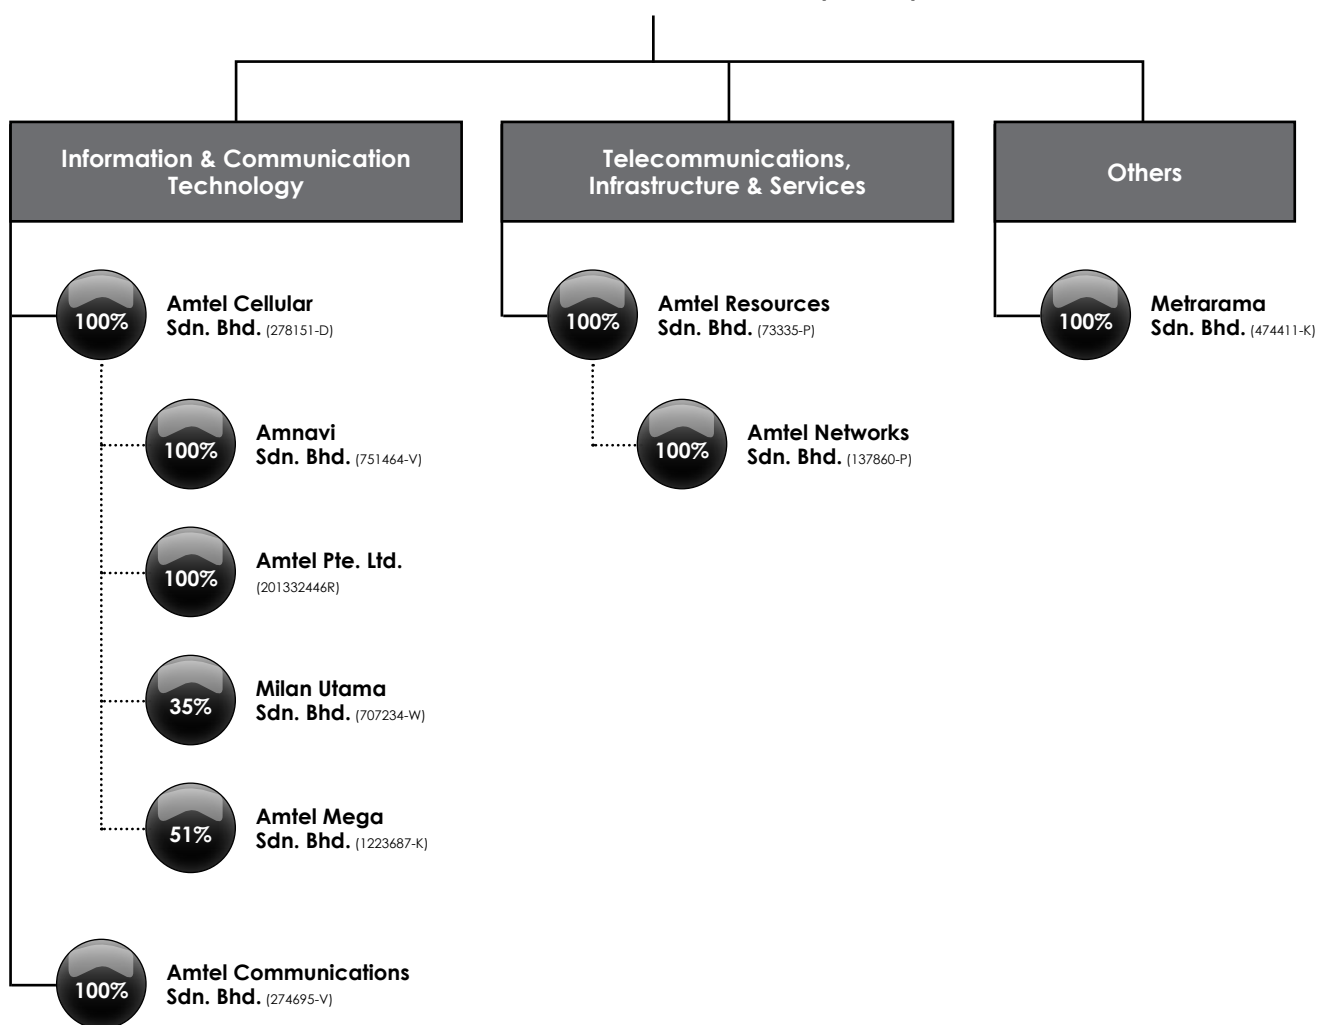 Information & Communication
Technology
Telecommunications,
Infrastructure & Services
Others
100%
Amtel Cellular
Sdn. Bhd. (278151-D)
100%
Amnavi
Sdn. Bhd. (751464-V)
100%
Amtel Pte. Ltd.
(201332446R)
35%
Milan Utama
Sdn. Bhd. (707234-W)
51%
Amtel Mega
Sdn. Bhd. (1223687-K)
100%
Amtel Communications
Sdn. Bhd. (274695-V)
100%
Amtel Resources
Sdn. Bhd. (73335-P)
100%
Amtel Networks
Sdn. Bhd. (137860-P)
100%
Metrarama
Sdn. Bhd. (474411-K)